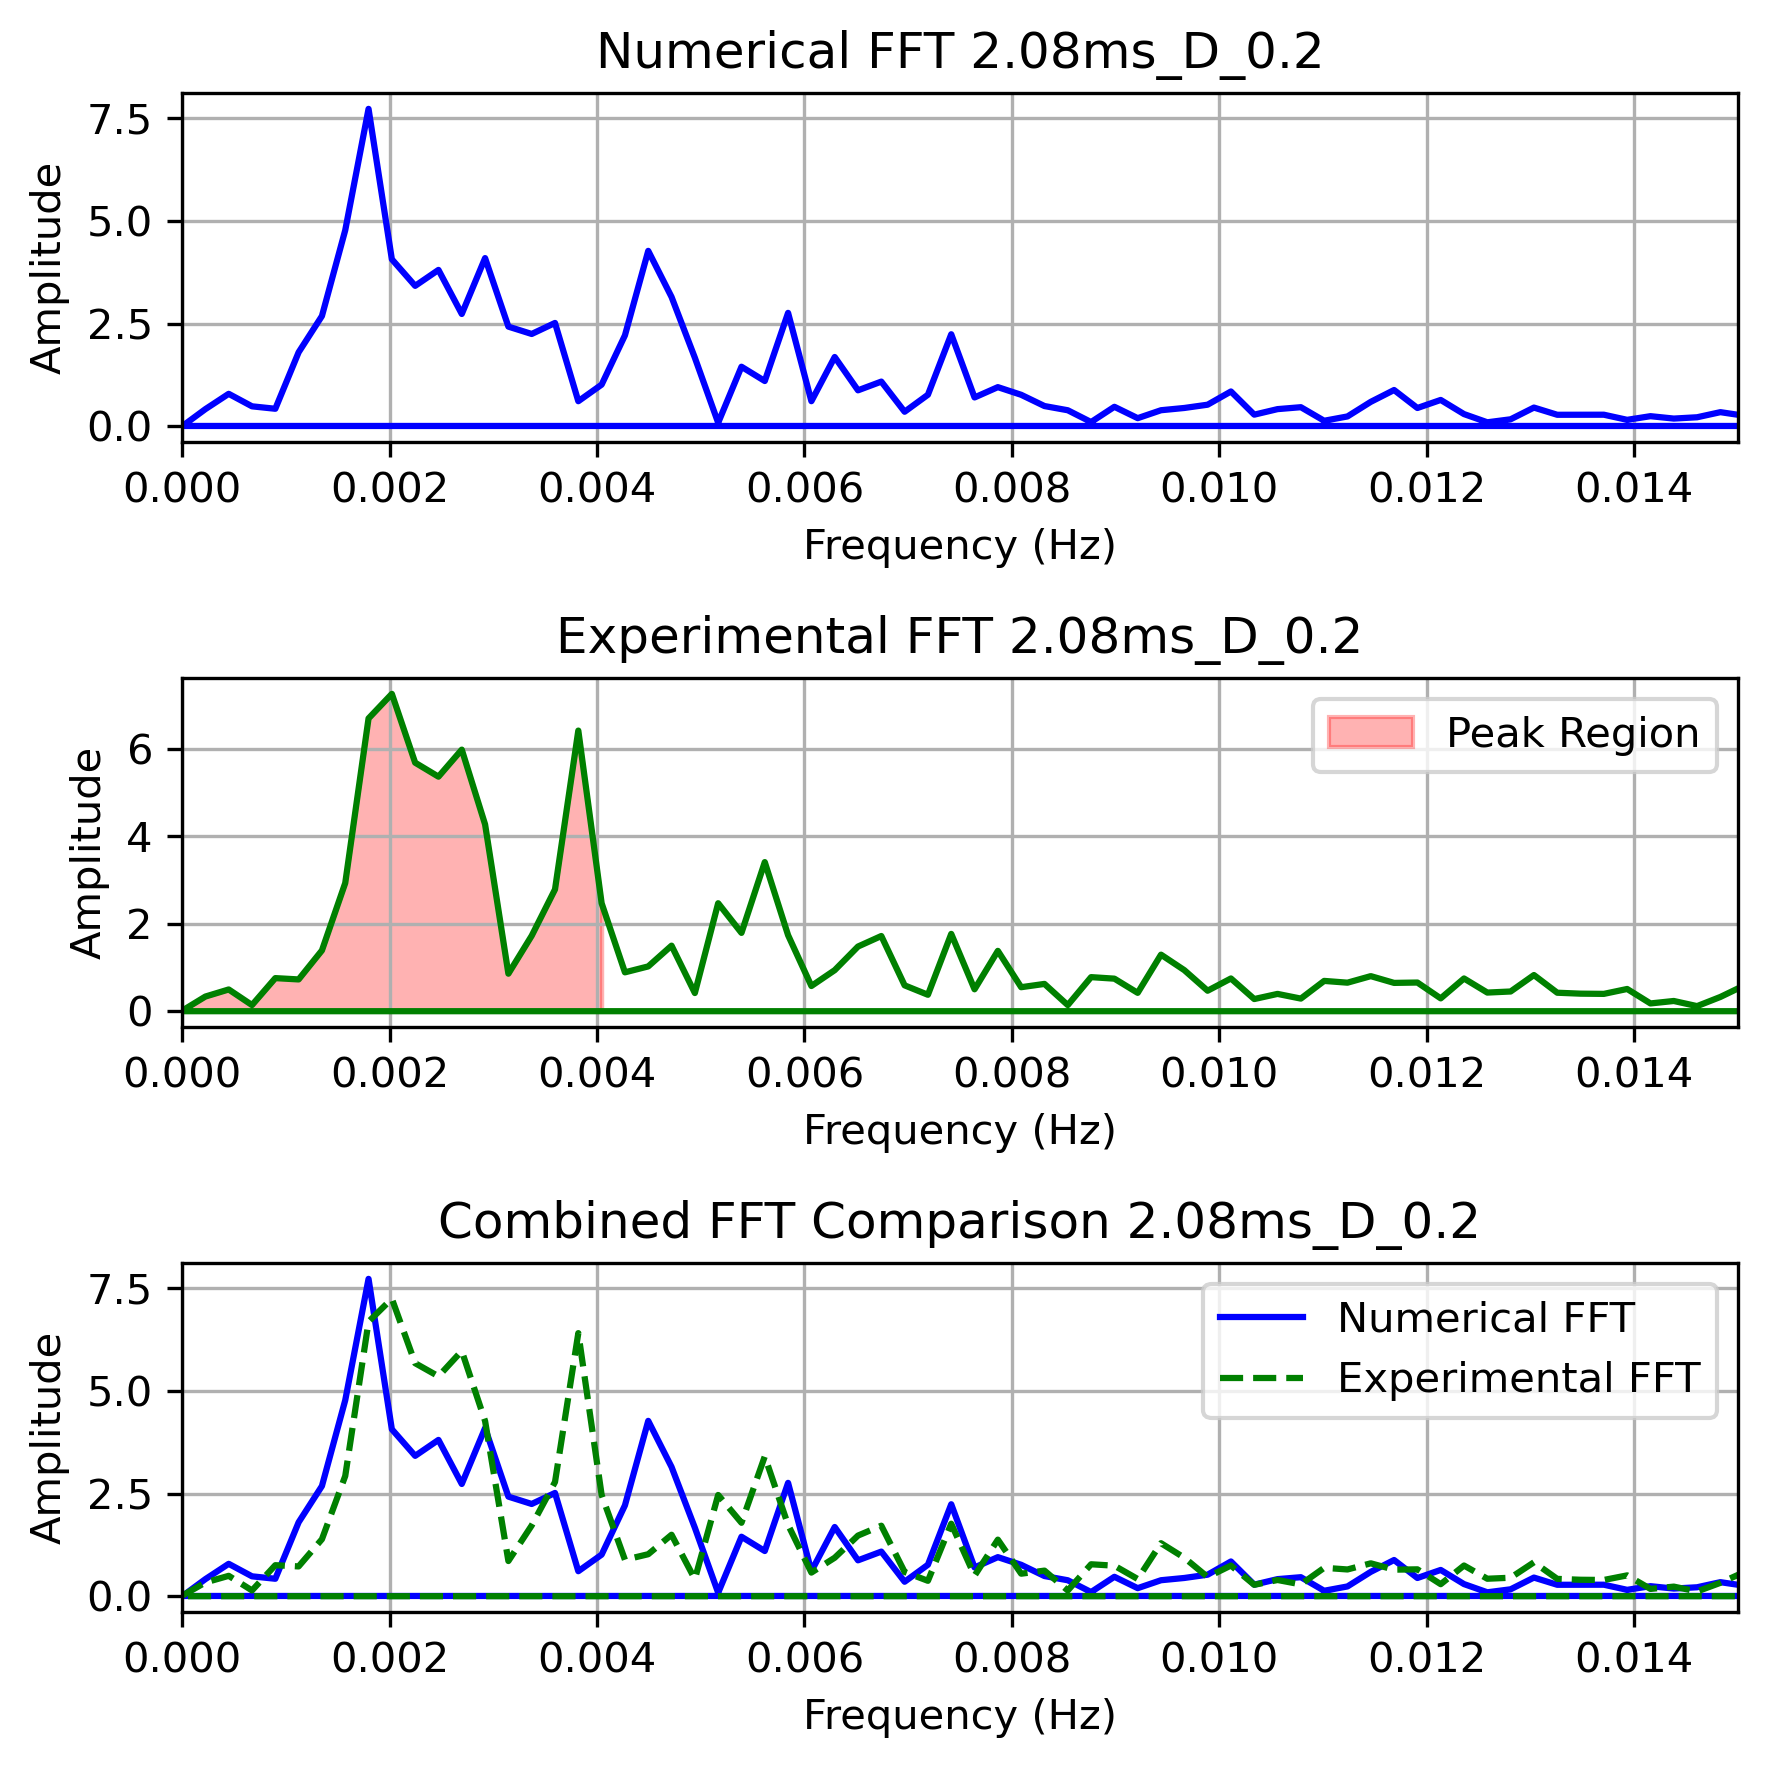 Numerical FFT 2.08ms_D_0.2
7.5
5.0
2.5
0.0
Amplitude
0.000 0.002 0.004 0.006 0.008 0.010 0.012 0.014
Frequency (Hz)
Experimental FFT 2.08ms_D_0.2
Peak Region
6
4
2
0
Amplitude
0.000 0.002 0.004 0.006 0.008 0.010 0.012 0.014
Frequency (Hz)
Combined FFT Comparison 2.08ms_D_0.2
Numerical FFT
Experimental FFT
7.5
5.0
2.5
0.0
Amplitude
0.000 0.002 0.004 0.006 0.008 0.010 0.012 0.014
Frequency (Hz)